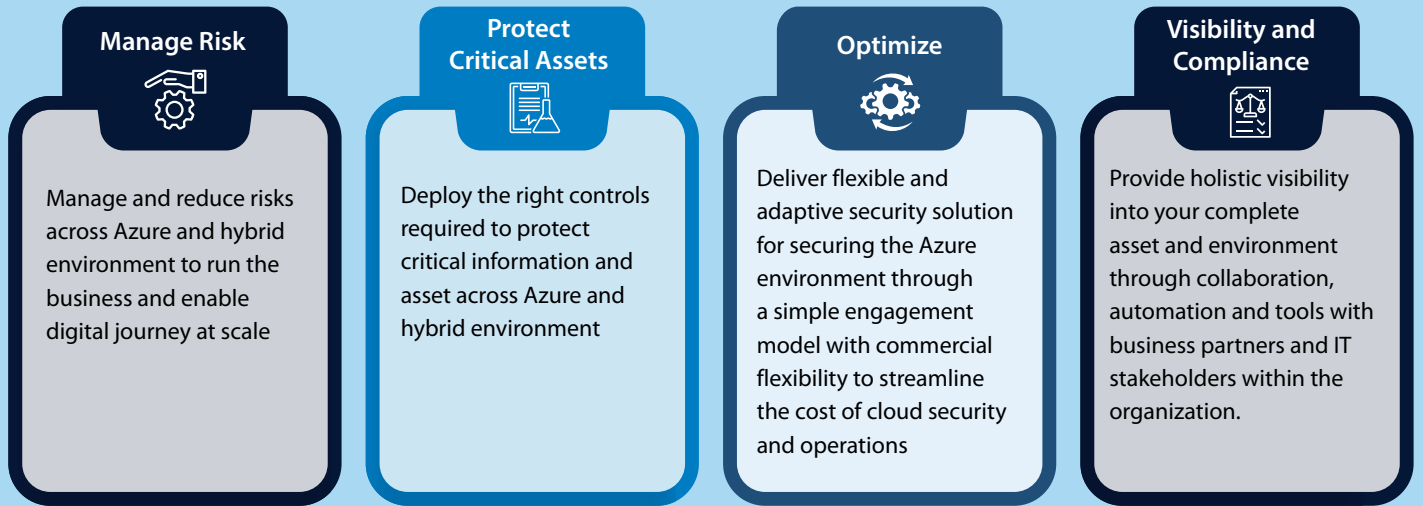 Manage Risk
Manage and reduce risks
across Azure and hybrid
environment to run the
business and enable
digital journey at scale
Protect
Critical Assets
Deploy the right controls
required to protect
critical information and
asset across Azure and
hybrid environment
Optimize
Deliver flexible and
adaptive security solution
for securing the Azure
environment through
a simple engagement
model with commercial
flexibility to streamline
the cost of cloud security
and operations
Visibility and
Compliance
Provide holistic visibility
into your complete
asset and environment
through collaboration,
automation and tools with
business partners and IT
stakeholders within the
organization.